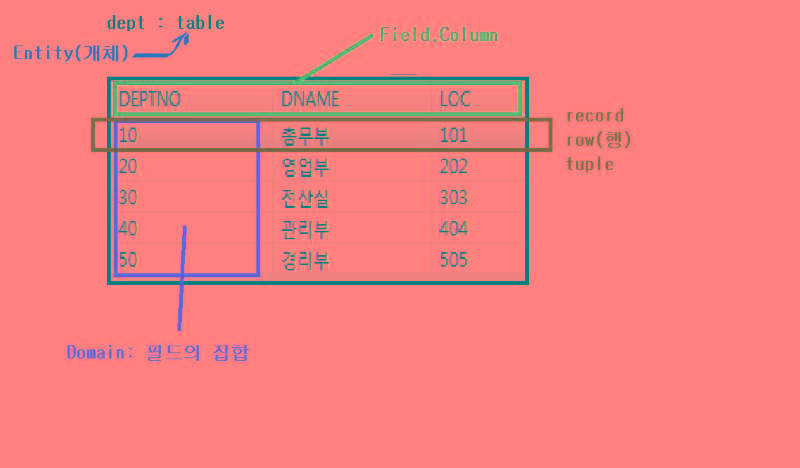 dept : table
Entity(개체)
Field.Column
DEPTNO DNAME LOC
10 총무부 101
20 영업부 202
30 전산실 303
40 관리부 404
50 경리부 505
record
row(행)
tuple
Domain: 필드의 집합